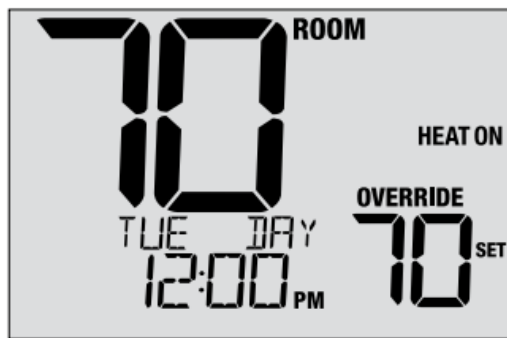 70 ROOM
HEAT ON
OVERRIDE
TUE DAY
70 SET
12:00 PM